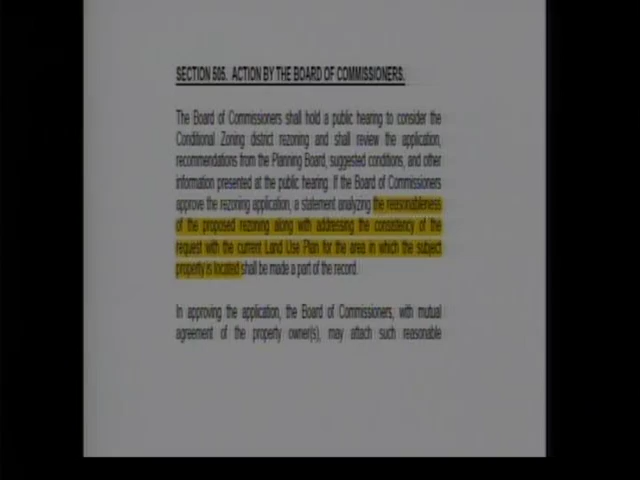 SECTION 505. ACTION BY THE BOARD OF COMMISSIONERS.
The Board of Commissioners shall hold a public hearing to consider the
Conditional Zoning district rezoning and shall review the application,
recommendations from the Planning Board, suggested conditions, and other
information presented at the public hearing. If the Board of Commissioners
approve the rezoning application, a statement analyzing the reasonableness
of the proposed rezoning along with addressing the consistency of the
request with the current Land Use Plan for the area in which the subject
property is located shall be made a part of the record.
In approving the application, the Board of Commissioners, with mutual
agreement of the property owner(s), may attach such reasonable